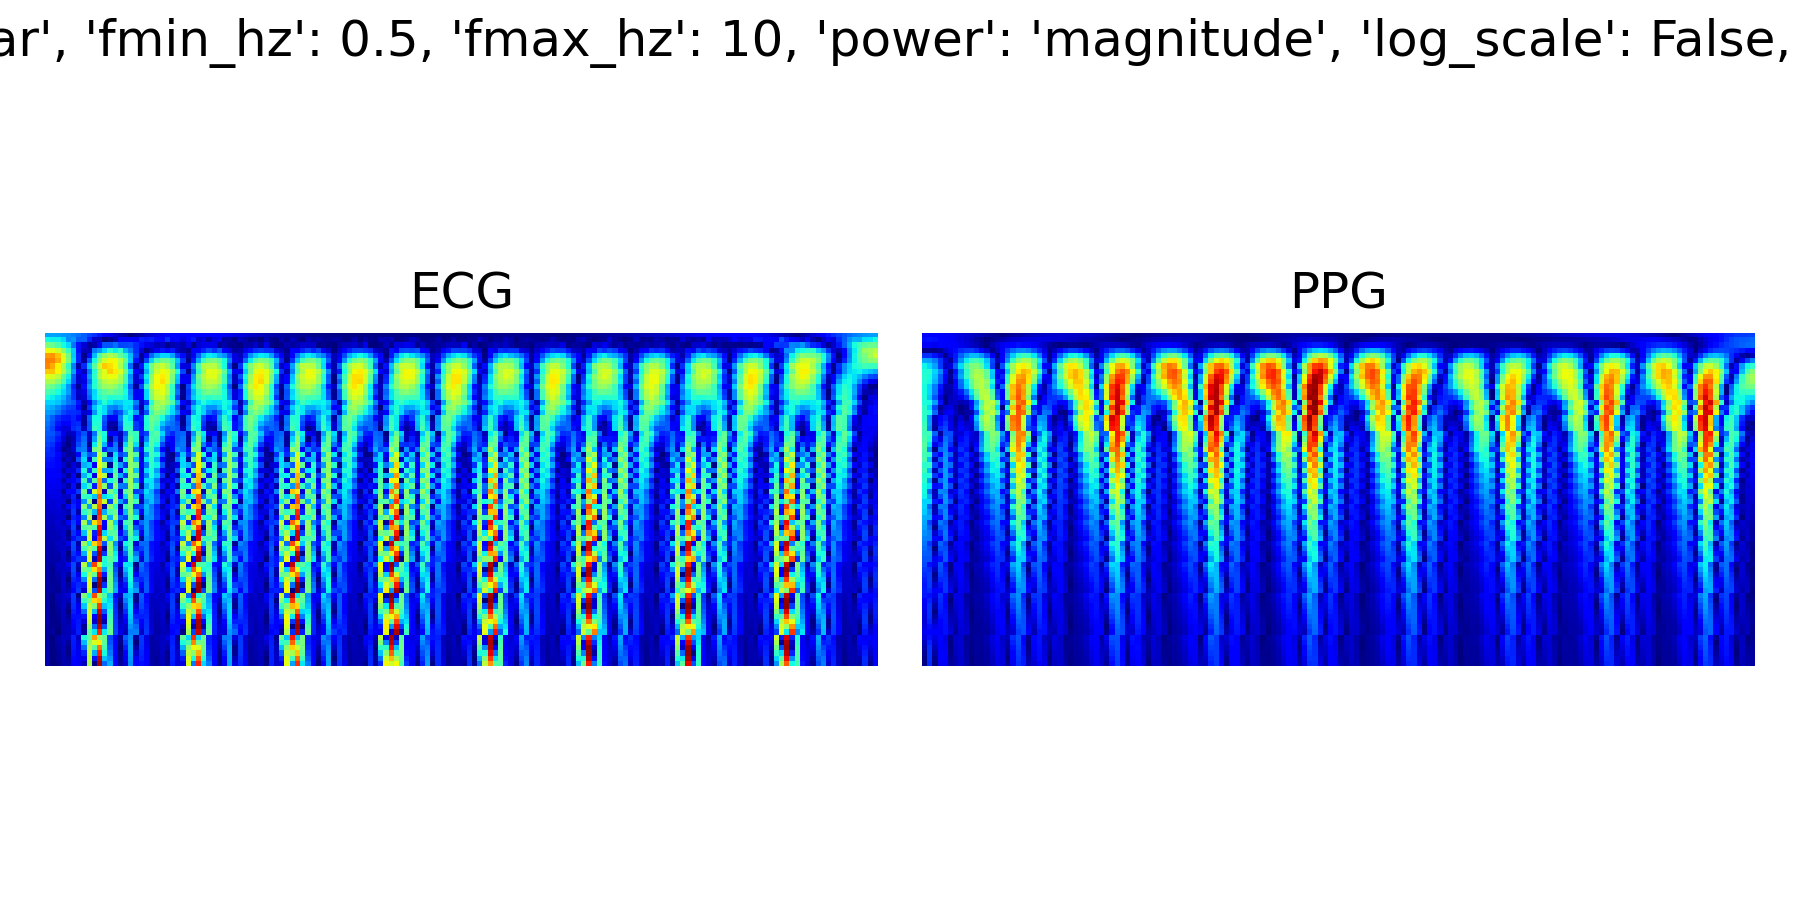 ar', 'fmin_hz': 0.5, 'fmax_hz': 10, 'power': 'magnitude', 'log_scale': False,
ECG
PPG